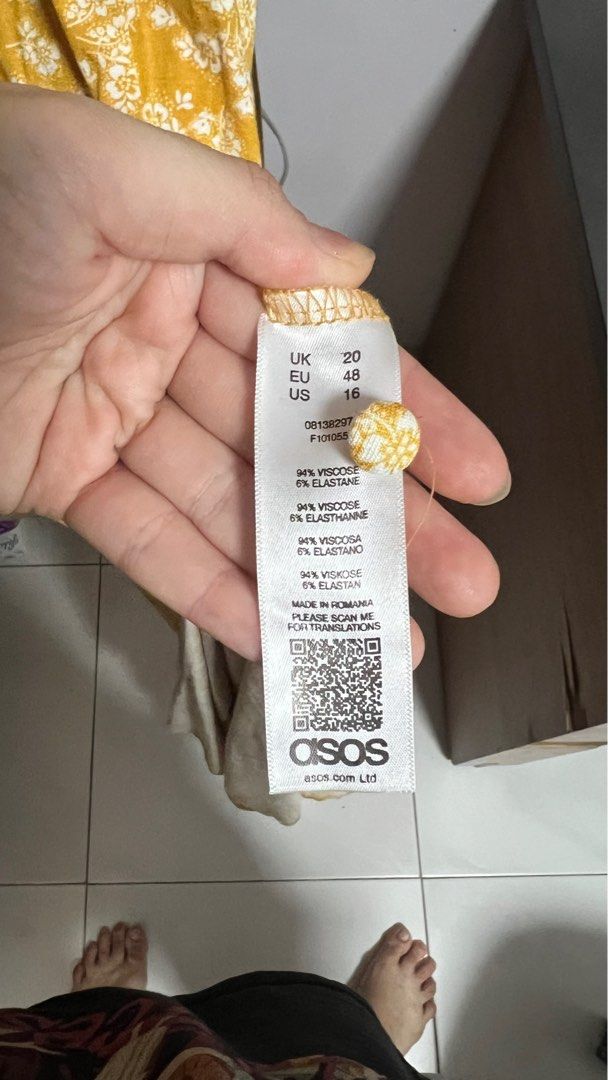 UK 20
EU 48
US 16
08138297
F101055
94% VISCOSE
6% ELASTANE
94% VISCOSE
6% ELASTHANNE
94% VISCOSA
6% ELASTANO
94% VISKOSE
6% ELASTAN
MADE IN ROMANIA
PLEASE SCAN ME
FOR TRANSLATIONS
asos
asos.com Ltd